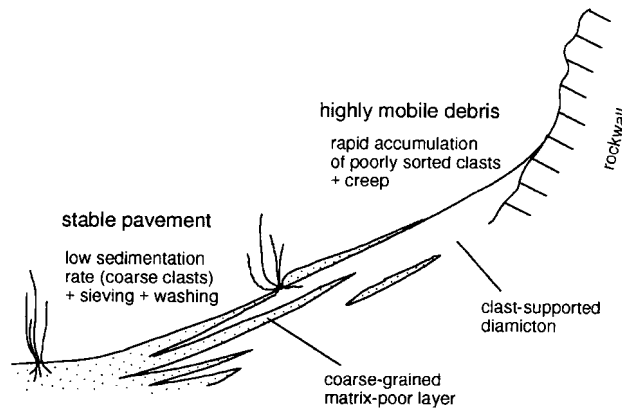 highly mobile debris
rapid accumulation
of poorly sorted clasts
+ creep
rockwall
stable pavement
low sedimentation
rate (coarse clasts)
+ sieving + washing
clast-supported
diamicton
coarse-grained
matrix-poor layer